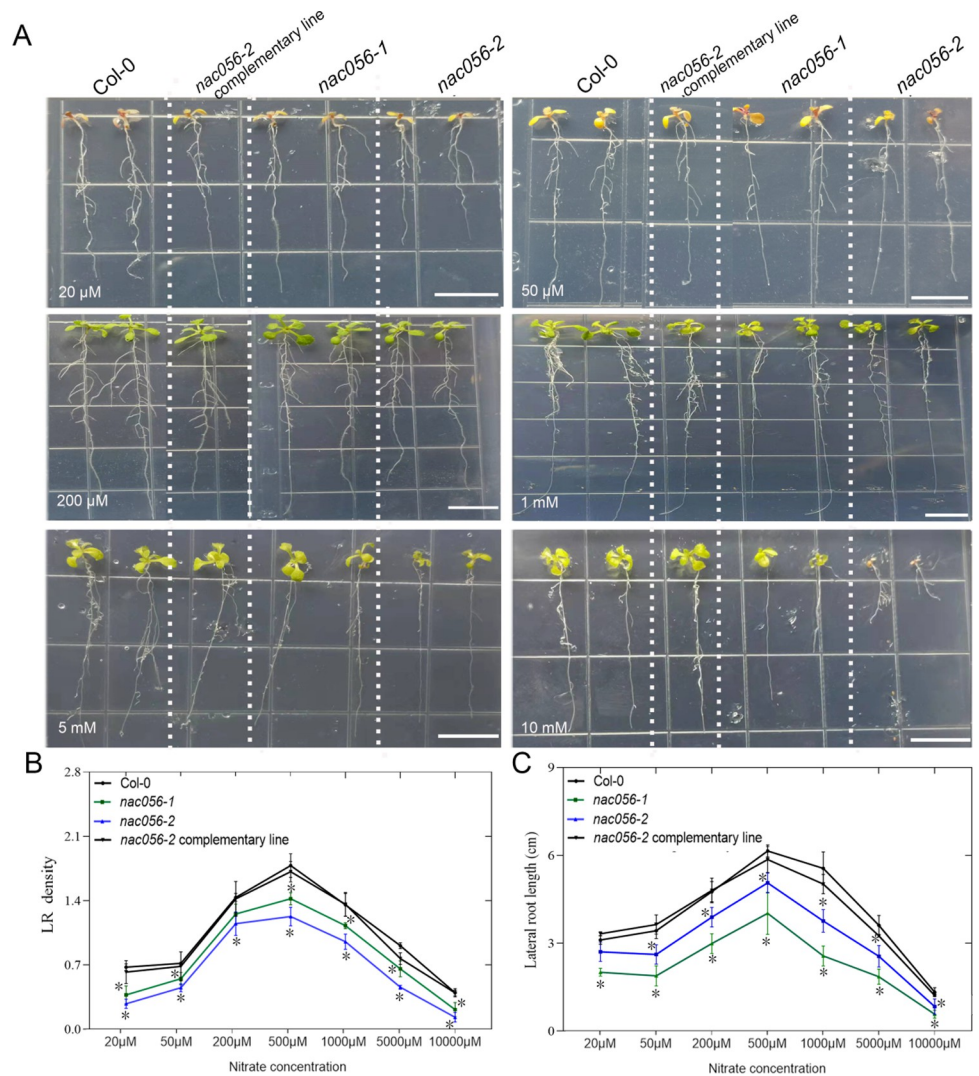 A
Col-0
nac056-2
complementary line
nac056-1
nac056-2
Col-0
nac056-2
complementary line
nac056-1
nac056-2
20 µM
50 µM
200 µM
1 mM
5 mM
10 mM
B
2.8
2.1
1.4
0.7
0.0
LR density
Col-0
nac056-1
nac056-2
nac056-2 complementary line
* * * * * * *
* * * * * *
20µM 50µM 200µM 500µM 1000µM 5000µM 10000µM
Nitrate concentration
C
9
6
3
0
Lateral root length (cm)
Col-0
nac056-1
nac056-2
nac056-2 complementary line
* * * * * *
* * * * * * *
20µM 50µM 200µM 500µM 1000µM 5000µM 10000µM
Nitrate concentration